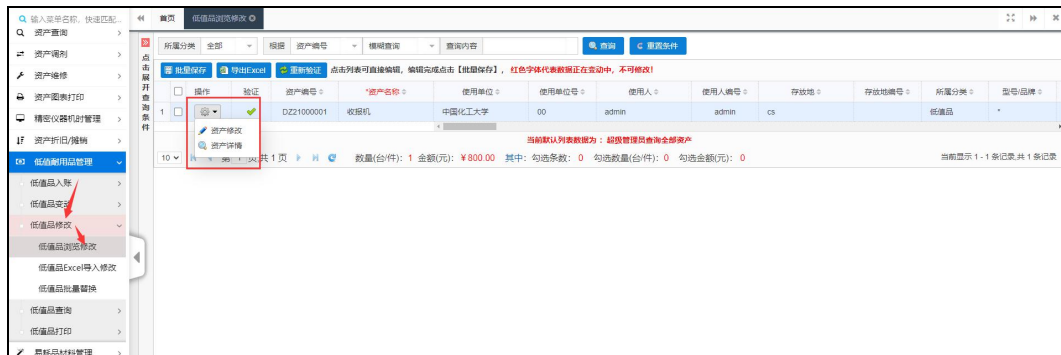 输入菜单名称，快速匹配...
首页
低值品浏览修改
资产查询
资产调剂
资产维修
资产图表打印
精密仪器机时管理
资产折旧/摊销
低值耐用品管理
低值品入账
低值品变动
低值品修改
低值品浏览修改
低值品Excel导入修改
低值品批量替换
低值品查询
低值品打印
易耗品材料管理
点击展开查询条件
所属分类 全部 根据 资产编号 模糊查询 查询内容 查询 重置条件
批量保存 导出Excel 重新验证 点击列表可直接编辑，编辑完成点击【批量保存】，红色字体代表数据正在变动中，不可修改！
操作 验证 资产编号 *资产名称 使用单位 使用单位号 使用人 使用人编号 存放地 存放地编号 所属分类 型号/品牌
1 DZ21000001 收报机 中国化工大学 00 admin admin cs 低值品 *
资产修改
资产详情
当前默认列表数据为：超级管理员查询全部资产
10 第 1 页,共1页 数量(台/件): 1 金额(元): ¥800.00 其中: 勾选条数: 0 勾选数量(台/件): 0 勾选金额(元): 0 当前显示 1 - 1 条记录,共 1 条记录